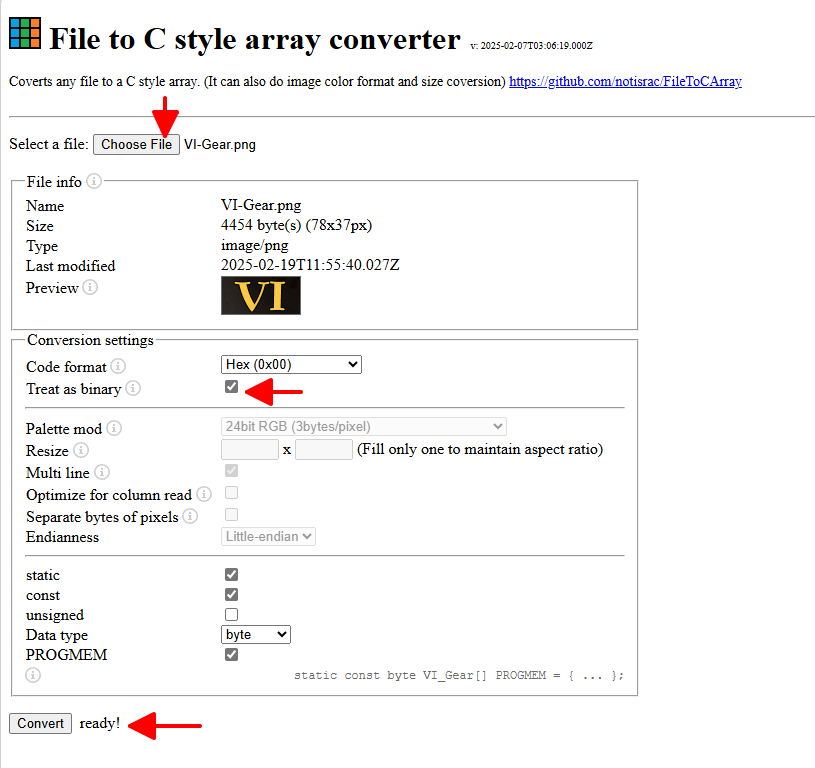 File to C style array converter v: 2025-02-07T03:06:19.000Z
Coverts any file to a C style array. (It can also do image color format and size coversion) https://github.com/notisrac/FileToCArray
Select a file: Choose File VI-Gear.png
File info
Name VI-Gear.png
Size 4454 byte(s) (78x37px)
Type image/png
Last modified 2025-02-19T11:55:40.027Z
Preview VI
Conversion settings
Code format Hex (0x00)
Treat as binary
Palette mod 24bit RGB (3bytes/pixel)
Resize x (Fill only one to maintain aspect ratio)
Multi line
Optimize for column read
Separate bytes of pixels
Endianness Little-endian
static
const
unsigned
Data type byte
PROGMEM
static const byte VI_Gear[] PROGMEM = { ... };
Convert ready!